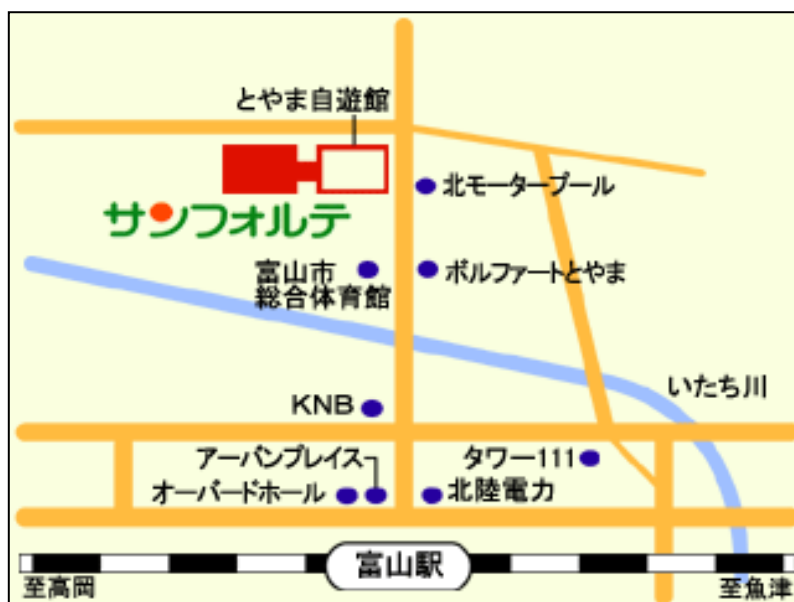 とやま自遊館
北モータープール
サンフォルテ
富山市
総合体育館
ボルファートとやま
いたち川
KNB
アーバンプレイス
タワー111
オーバードホール
北陸電力
富山駅
至高岡
至魚津